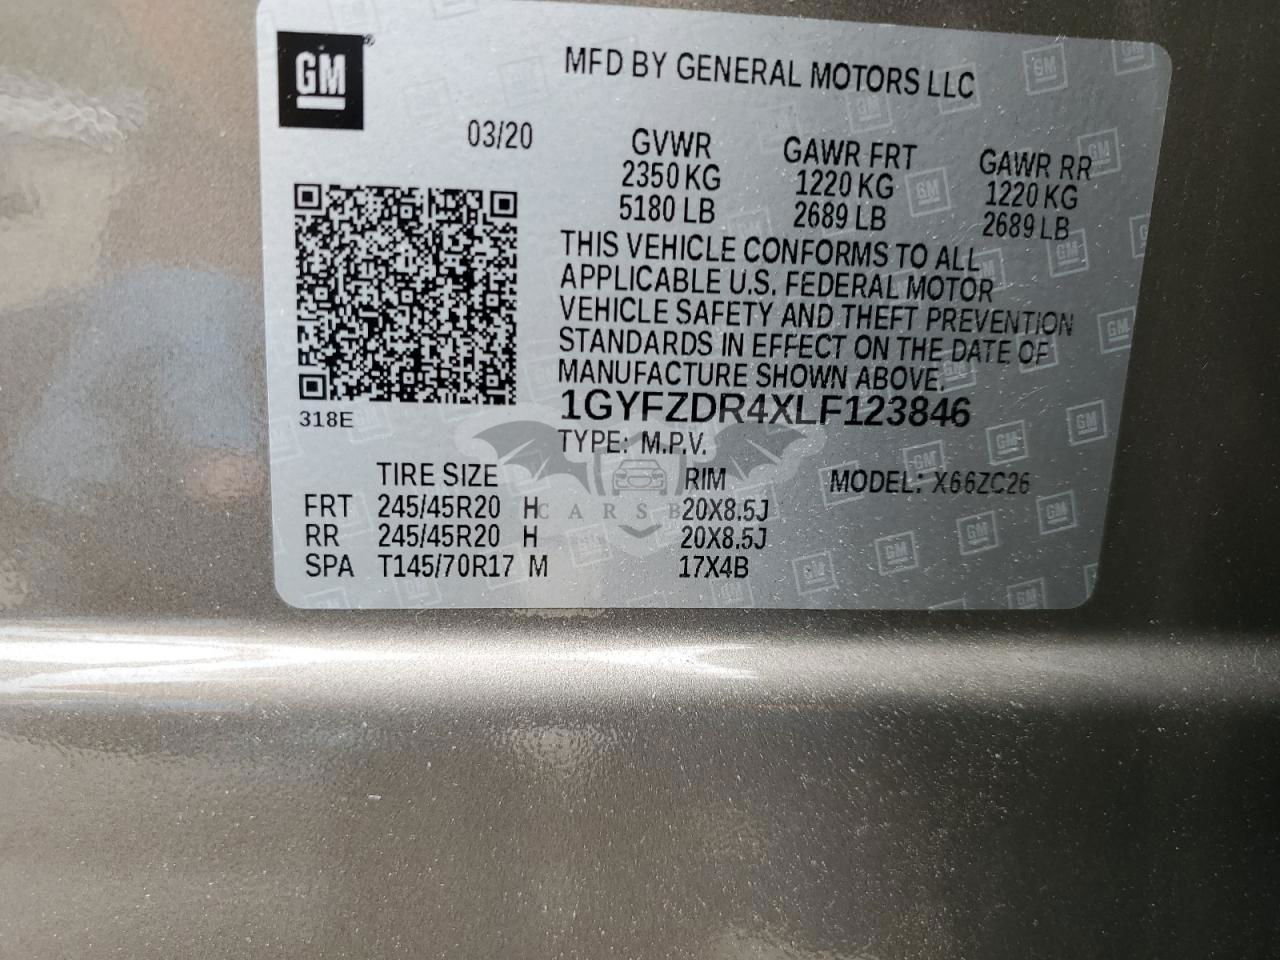 GM®
MFD BY GENERAL MOTORS LLC
03/20
GVWR GAWR FRT GAWR RR
2350 KG 1220 KG 1220 KG
5180 LB 2689 LB 2689 LB
THIS VEHICLE CONFORMS TO ALL
APPLICABLE U.S. FEDERAL MOTOR
VEHICLE SAFETY AND THEFT PREVENTION
STANDARDS IN EFFECT ON THE DATE OF
MANUFACTURE SHOWN ABOVE.
318E
1GYFZDR4XLF123846
TYPE: M.P.V.
TIRE SIZE RIM MODEL: X66ZC26
FRT 245/45R20 H 20X8.5J
RR 245/45R20 H 20X8.5J
SPA T145/70R17 M 17X4B